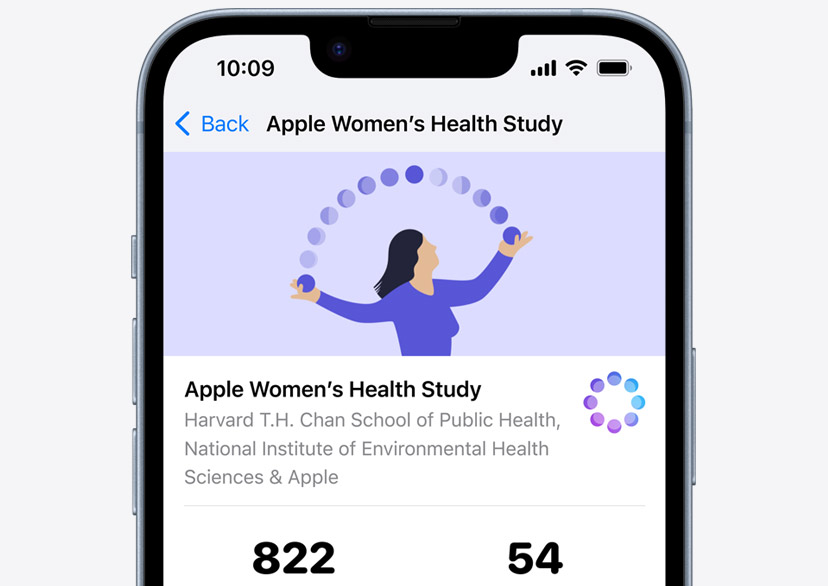 10:09
Back Apple Women’s Health Study
Apple Women’s Health Study
Harvard T.H. Chan School of Public Health,
National Institute of Environmental Health
Sciences & Apple
822 54